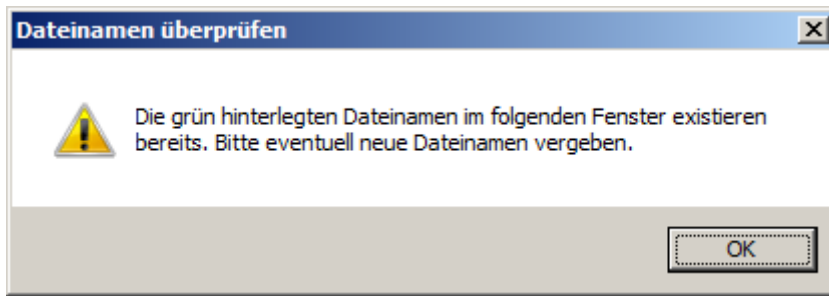 Dateinamen überprüfen
Die grün hinterlegten Dateinamen im folgenden Fenster existieren
bereits. Bitte eventuell neue Dateinamen vergeben.
OK